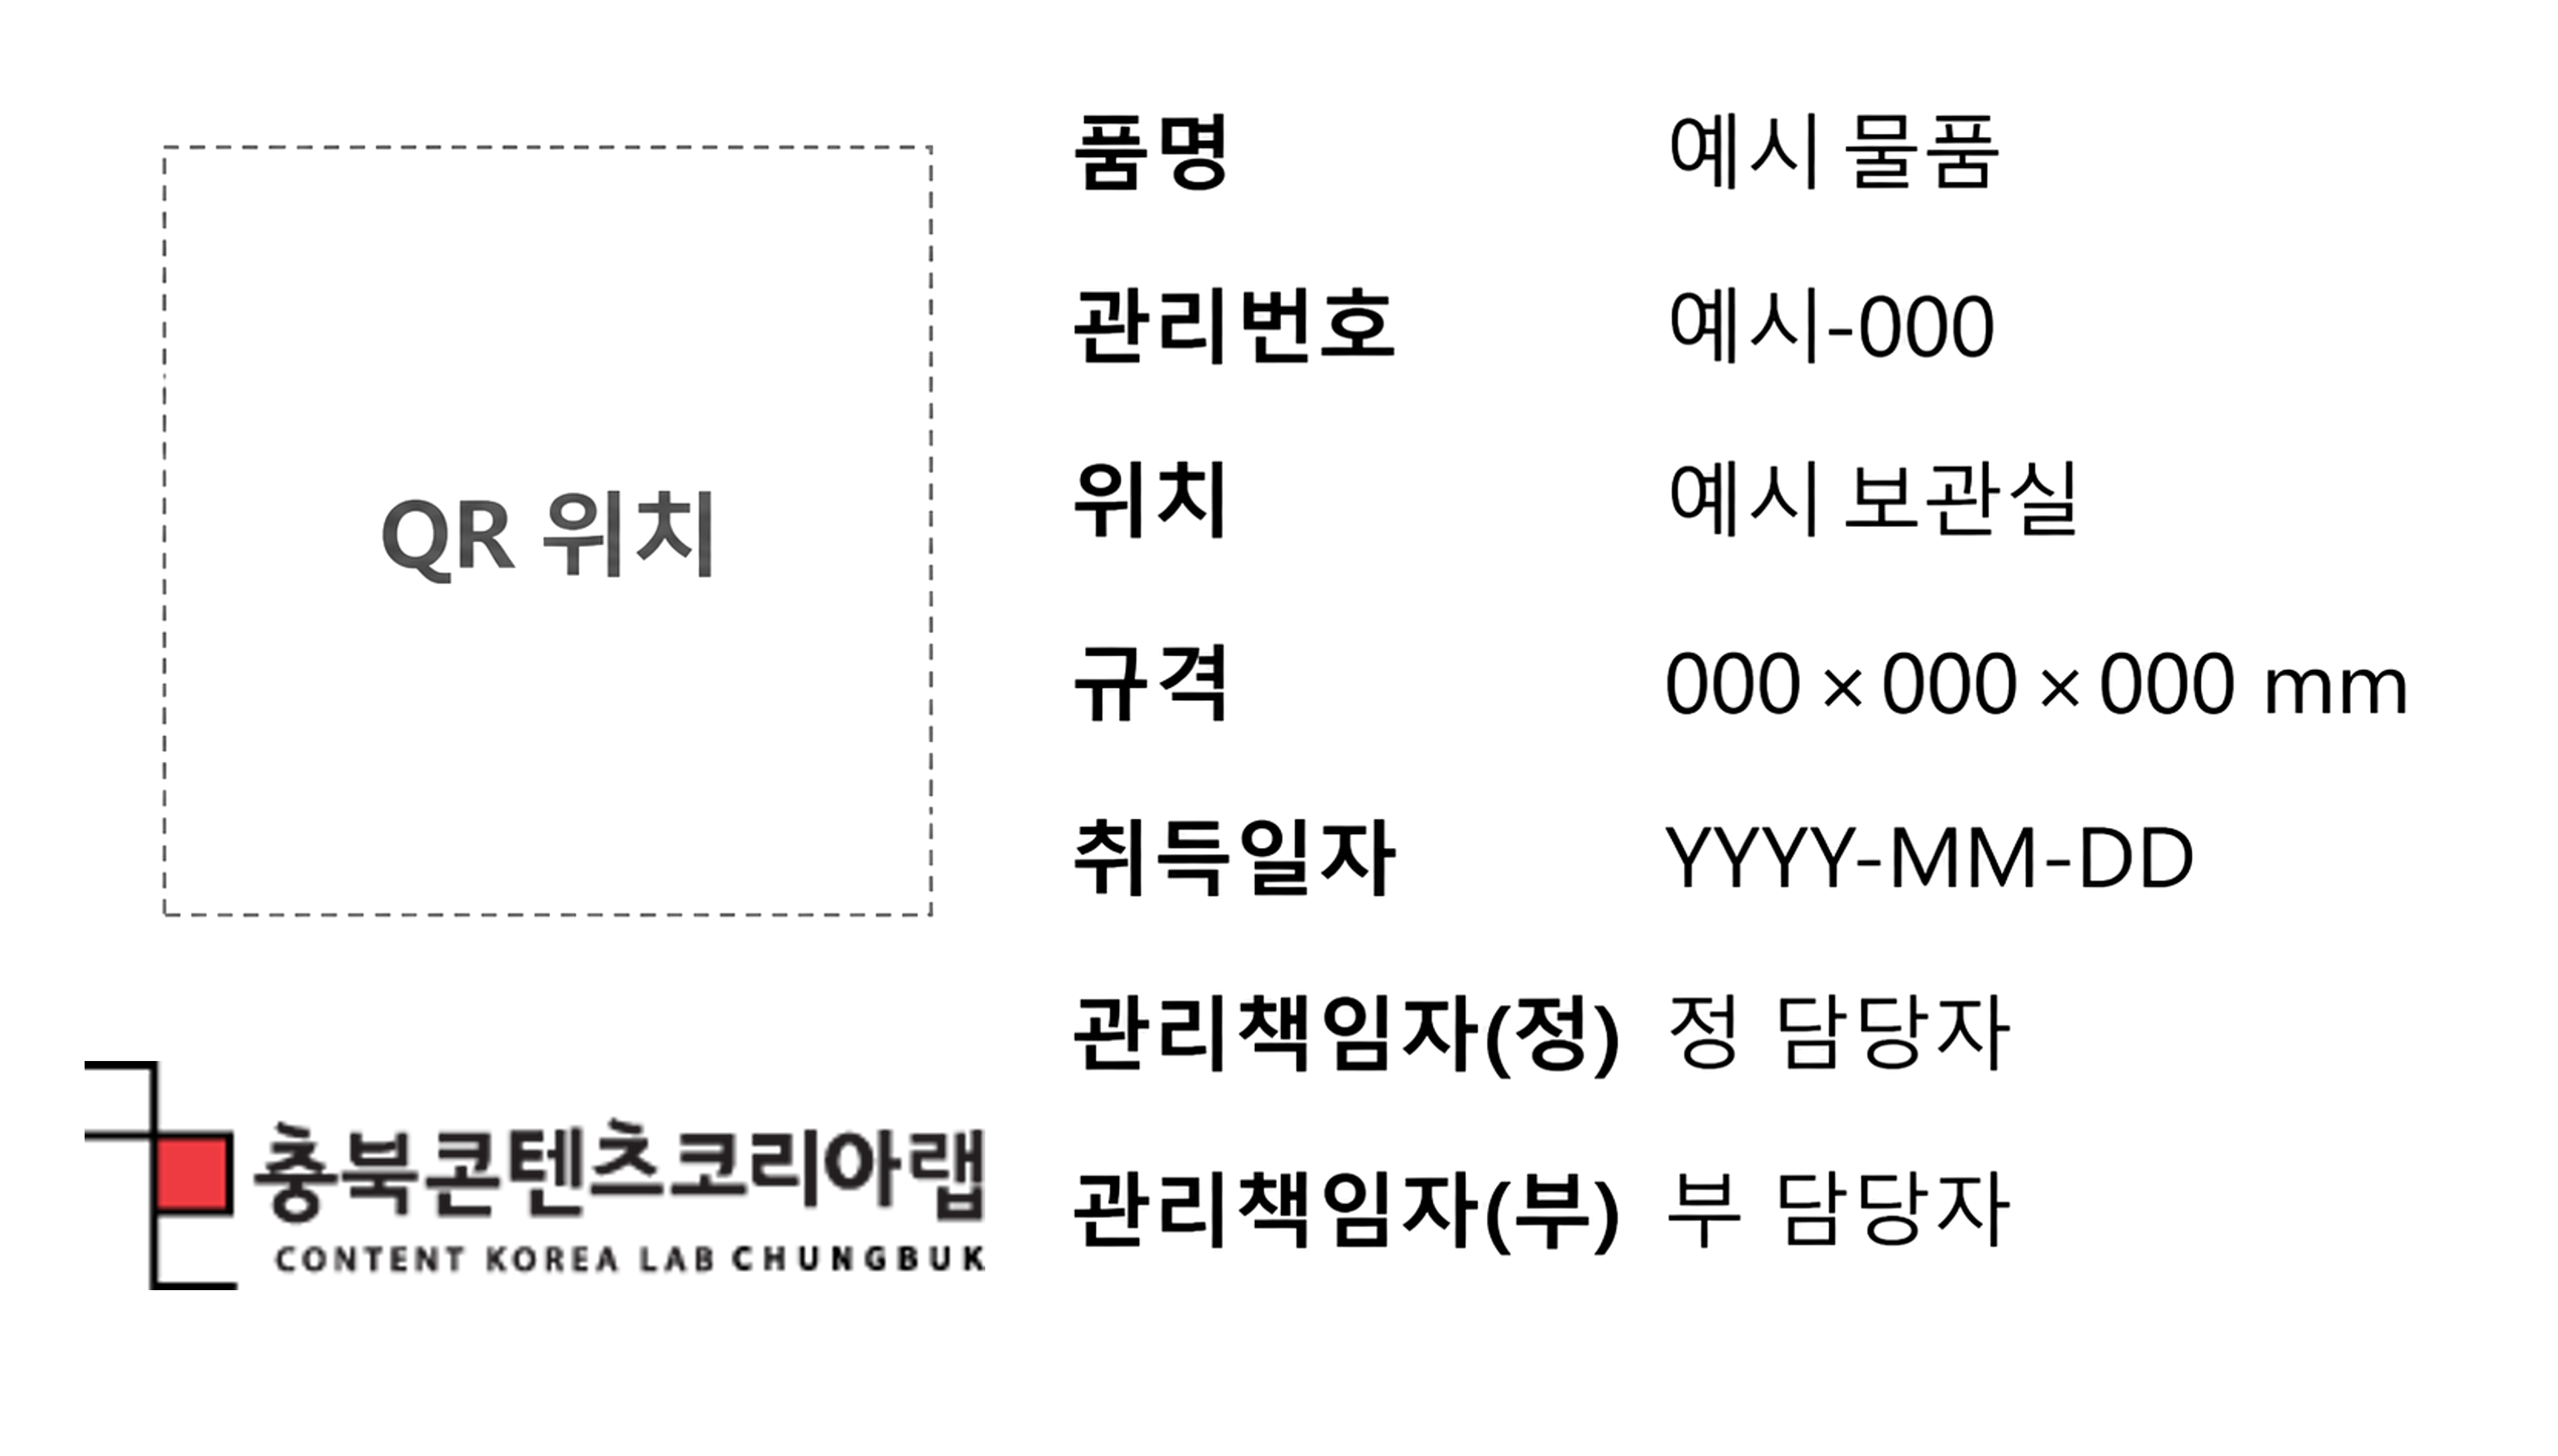 QR 위치
충북콘텐츠코리아랩
CONTENT KOREA LAB CHUNGBUK
품명 예시 물품
관리번호 예시-000
위치 예시 보관실
규격 000 × 000 × 000 mm
취득일자 YYYY-MM-DD
관리책임자(정) 정 담당자
관리책임자(부) 부 담당자